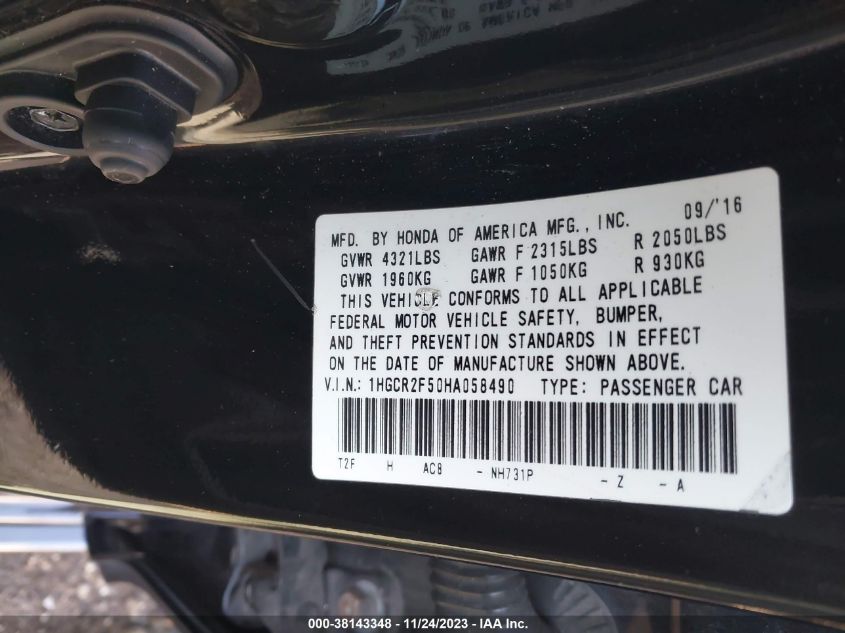 09/'16
MFD. BY HONDA OF AMERICA MFG., INC.
GVWR 4321LBS GAWR F 2315LBS R 2050LBS
GVWR 1960KG GAWR F 1050KG R 930KG
THIS VEHICLE CONFORMS TO ALL APPLICABLE
FEDERAL MOTOR VEHICLE SAFETY, BUMPER,
AND THEFT PREVENTION STANDARDS IN EFFECT
ON THE DATE OF MANUFACTURE SHOWN ABOVE.
V.I.N.: 1HGCR2F50HA058490 TYPE: PASSENGER CAR
T2F H AC8 - NH731P - Z - A
000-38143348 - 11/24/2023 - IAA Inc.